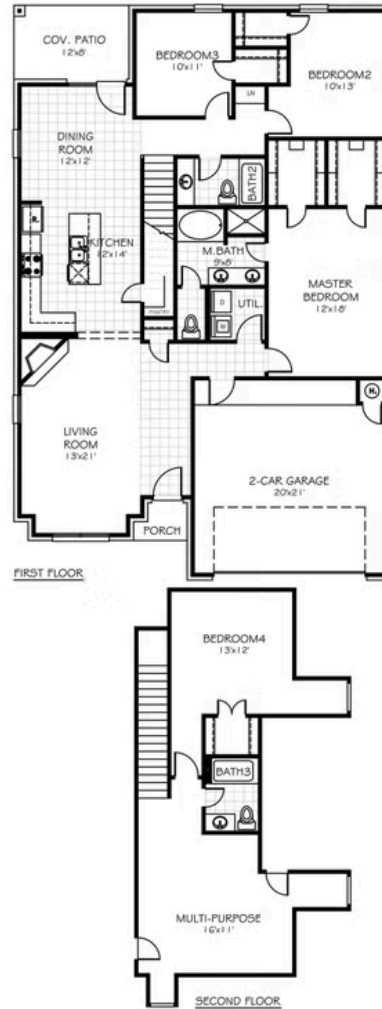 COV. PATIO
12'x8'
BEDROOM3
10'x11'
BEDROOM2
10'x13'
LN
DINING
ROOM
12'x12'
BATH2
R.
KITCHEN
12'x14'
M.BATH
9'x8'
MASTER
BEDROOM
12'x18'
D
UTIL.
W
PANTRY
LIVING
ROOM
13'x21'
2-CAR GARAGE
20'x21'
PORCH
FIRST FLOOR
BEDROOM4
13'x12'
BATH3
MULTI-PURPOSE
16'x11'
SECOND FLOOR